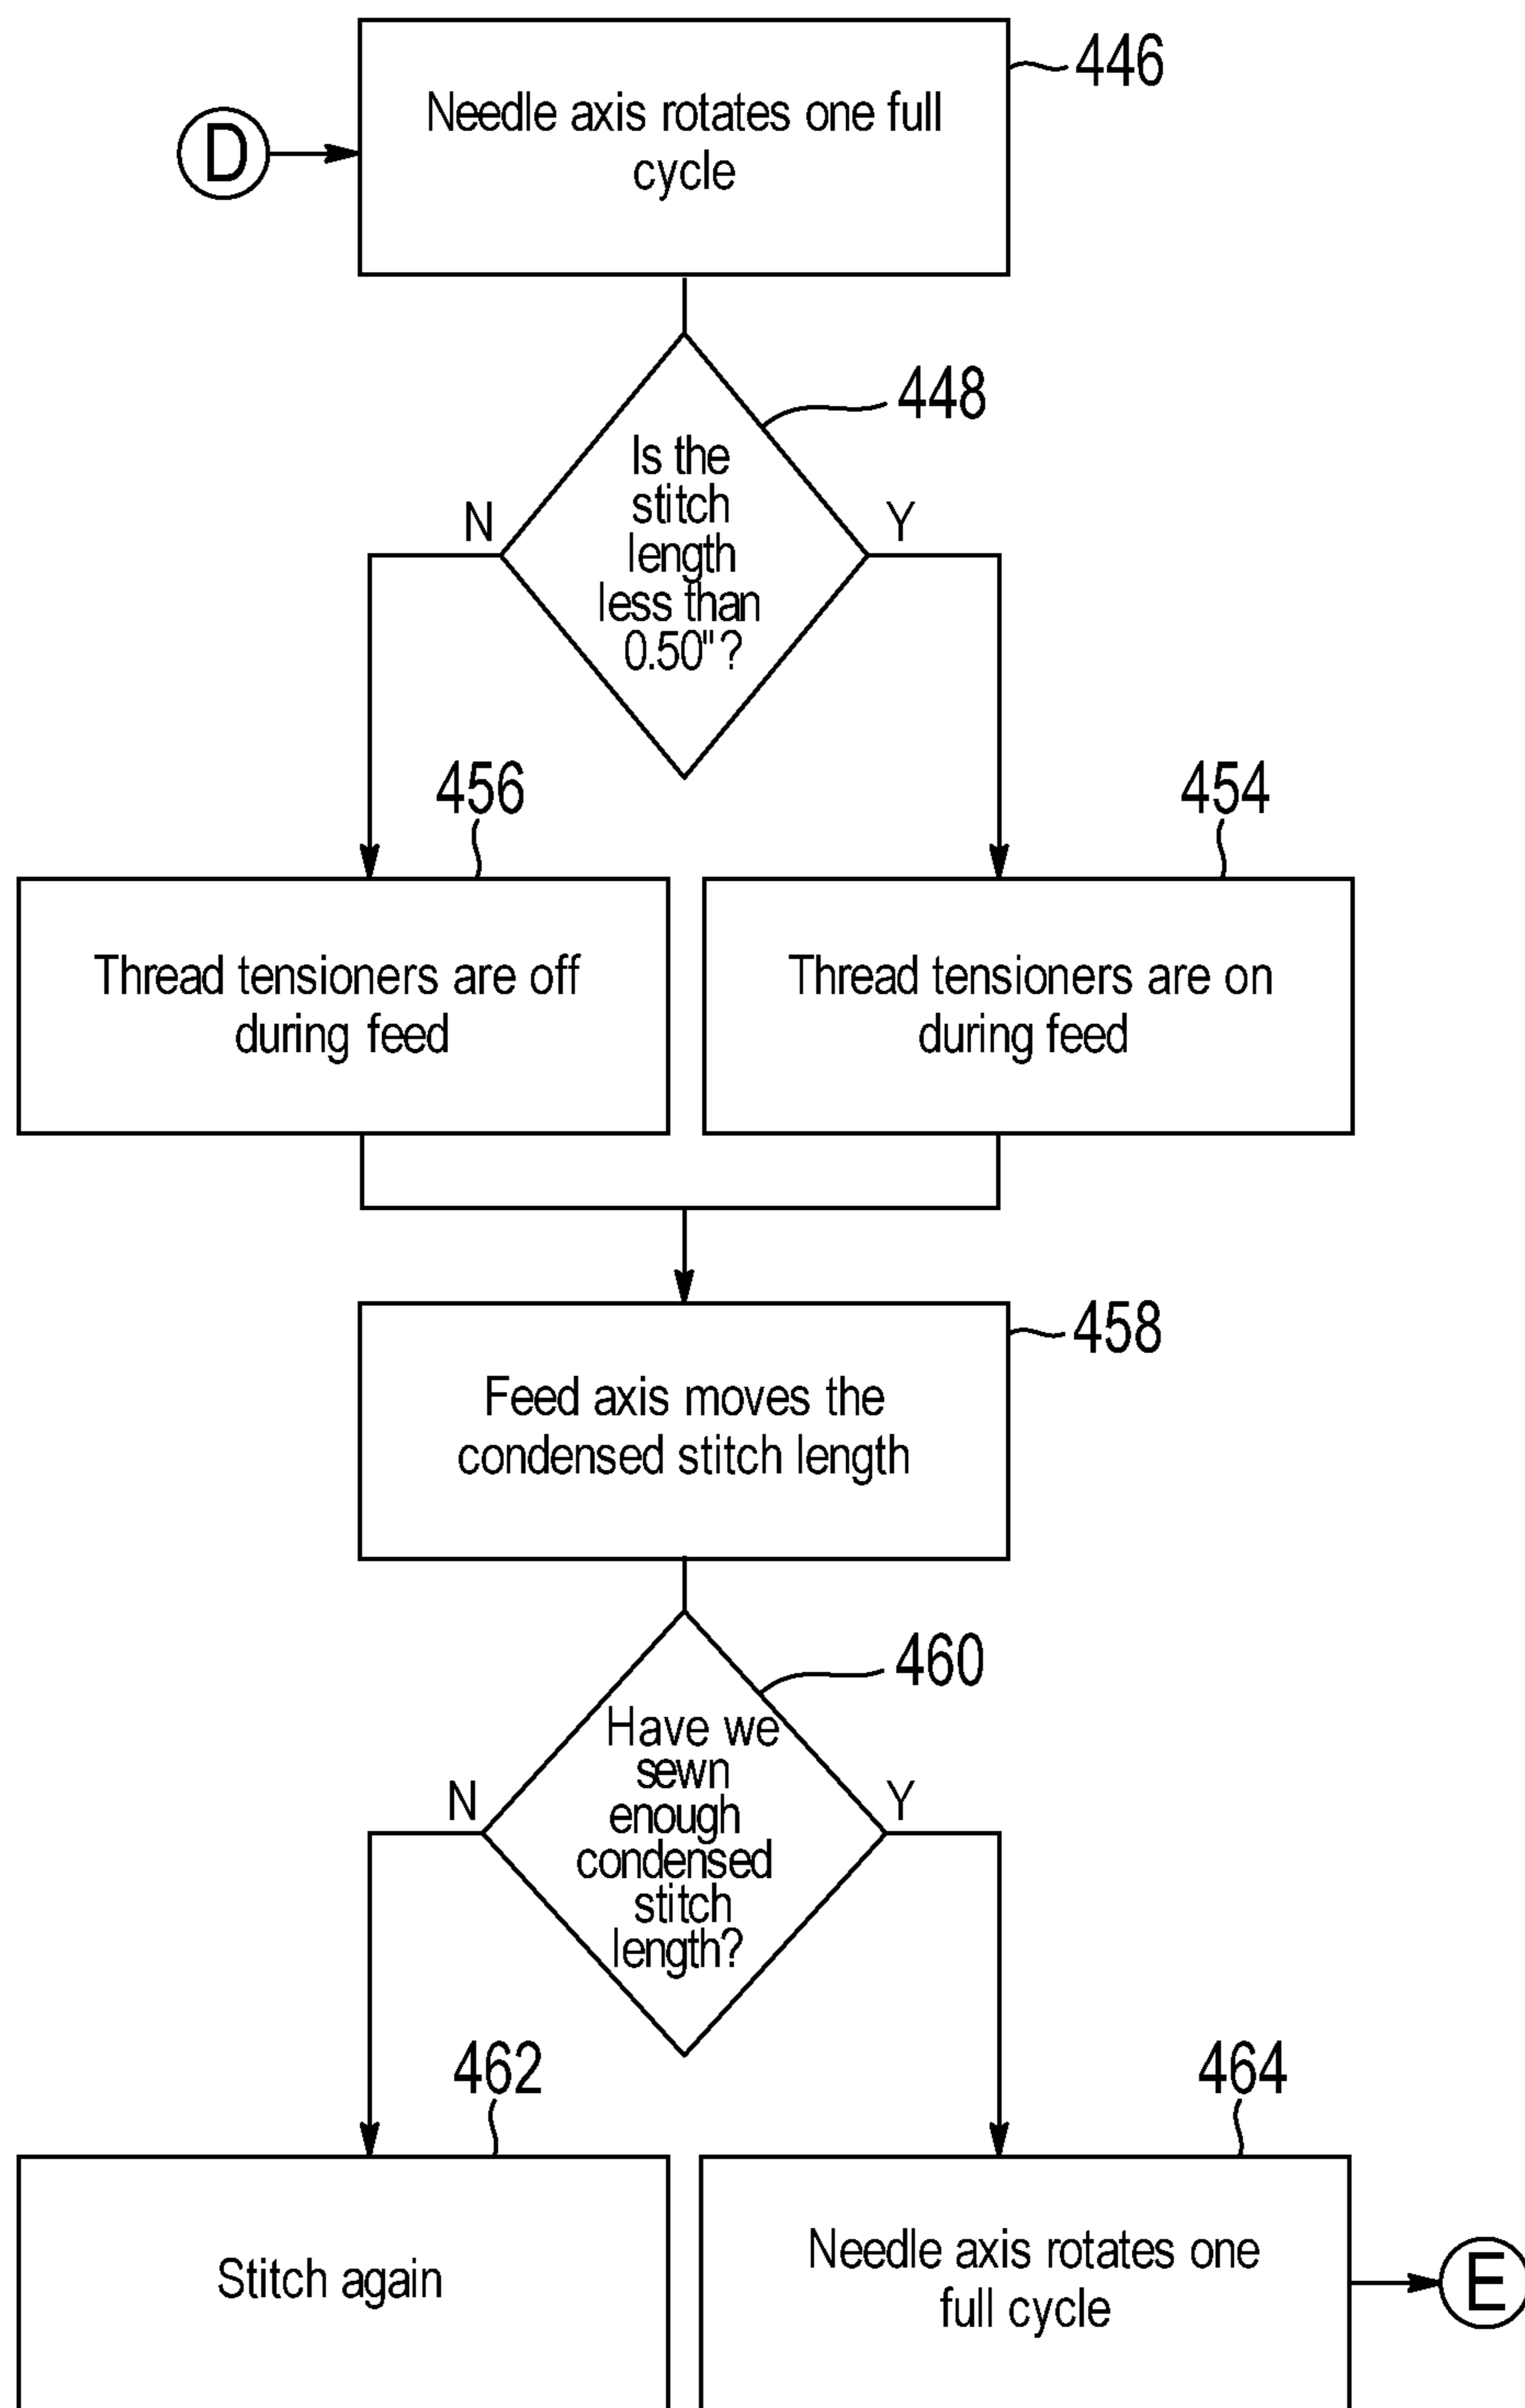 446
Needle axis rotates one full
cycle
D
448
Is the
stitch
length
less than
0.50"?
N
Y
456
454
Thread tensioners are off
during feed
Thread tensioners are on
during feed
458
Feed axis moves the
condensed stitch length
460
Have we
sewn
enough
condensed
stitch
length?
N
Y
462
464
Stitch again
Needle axis rotates one
full cycle
E